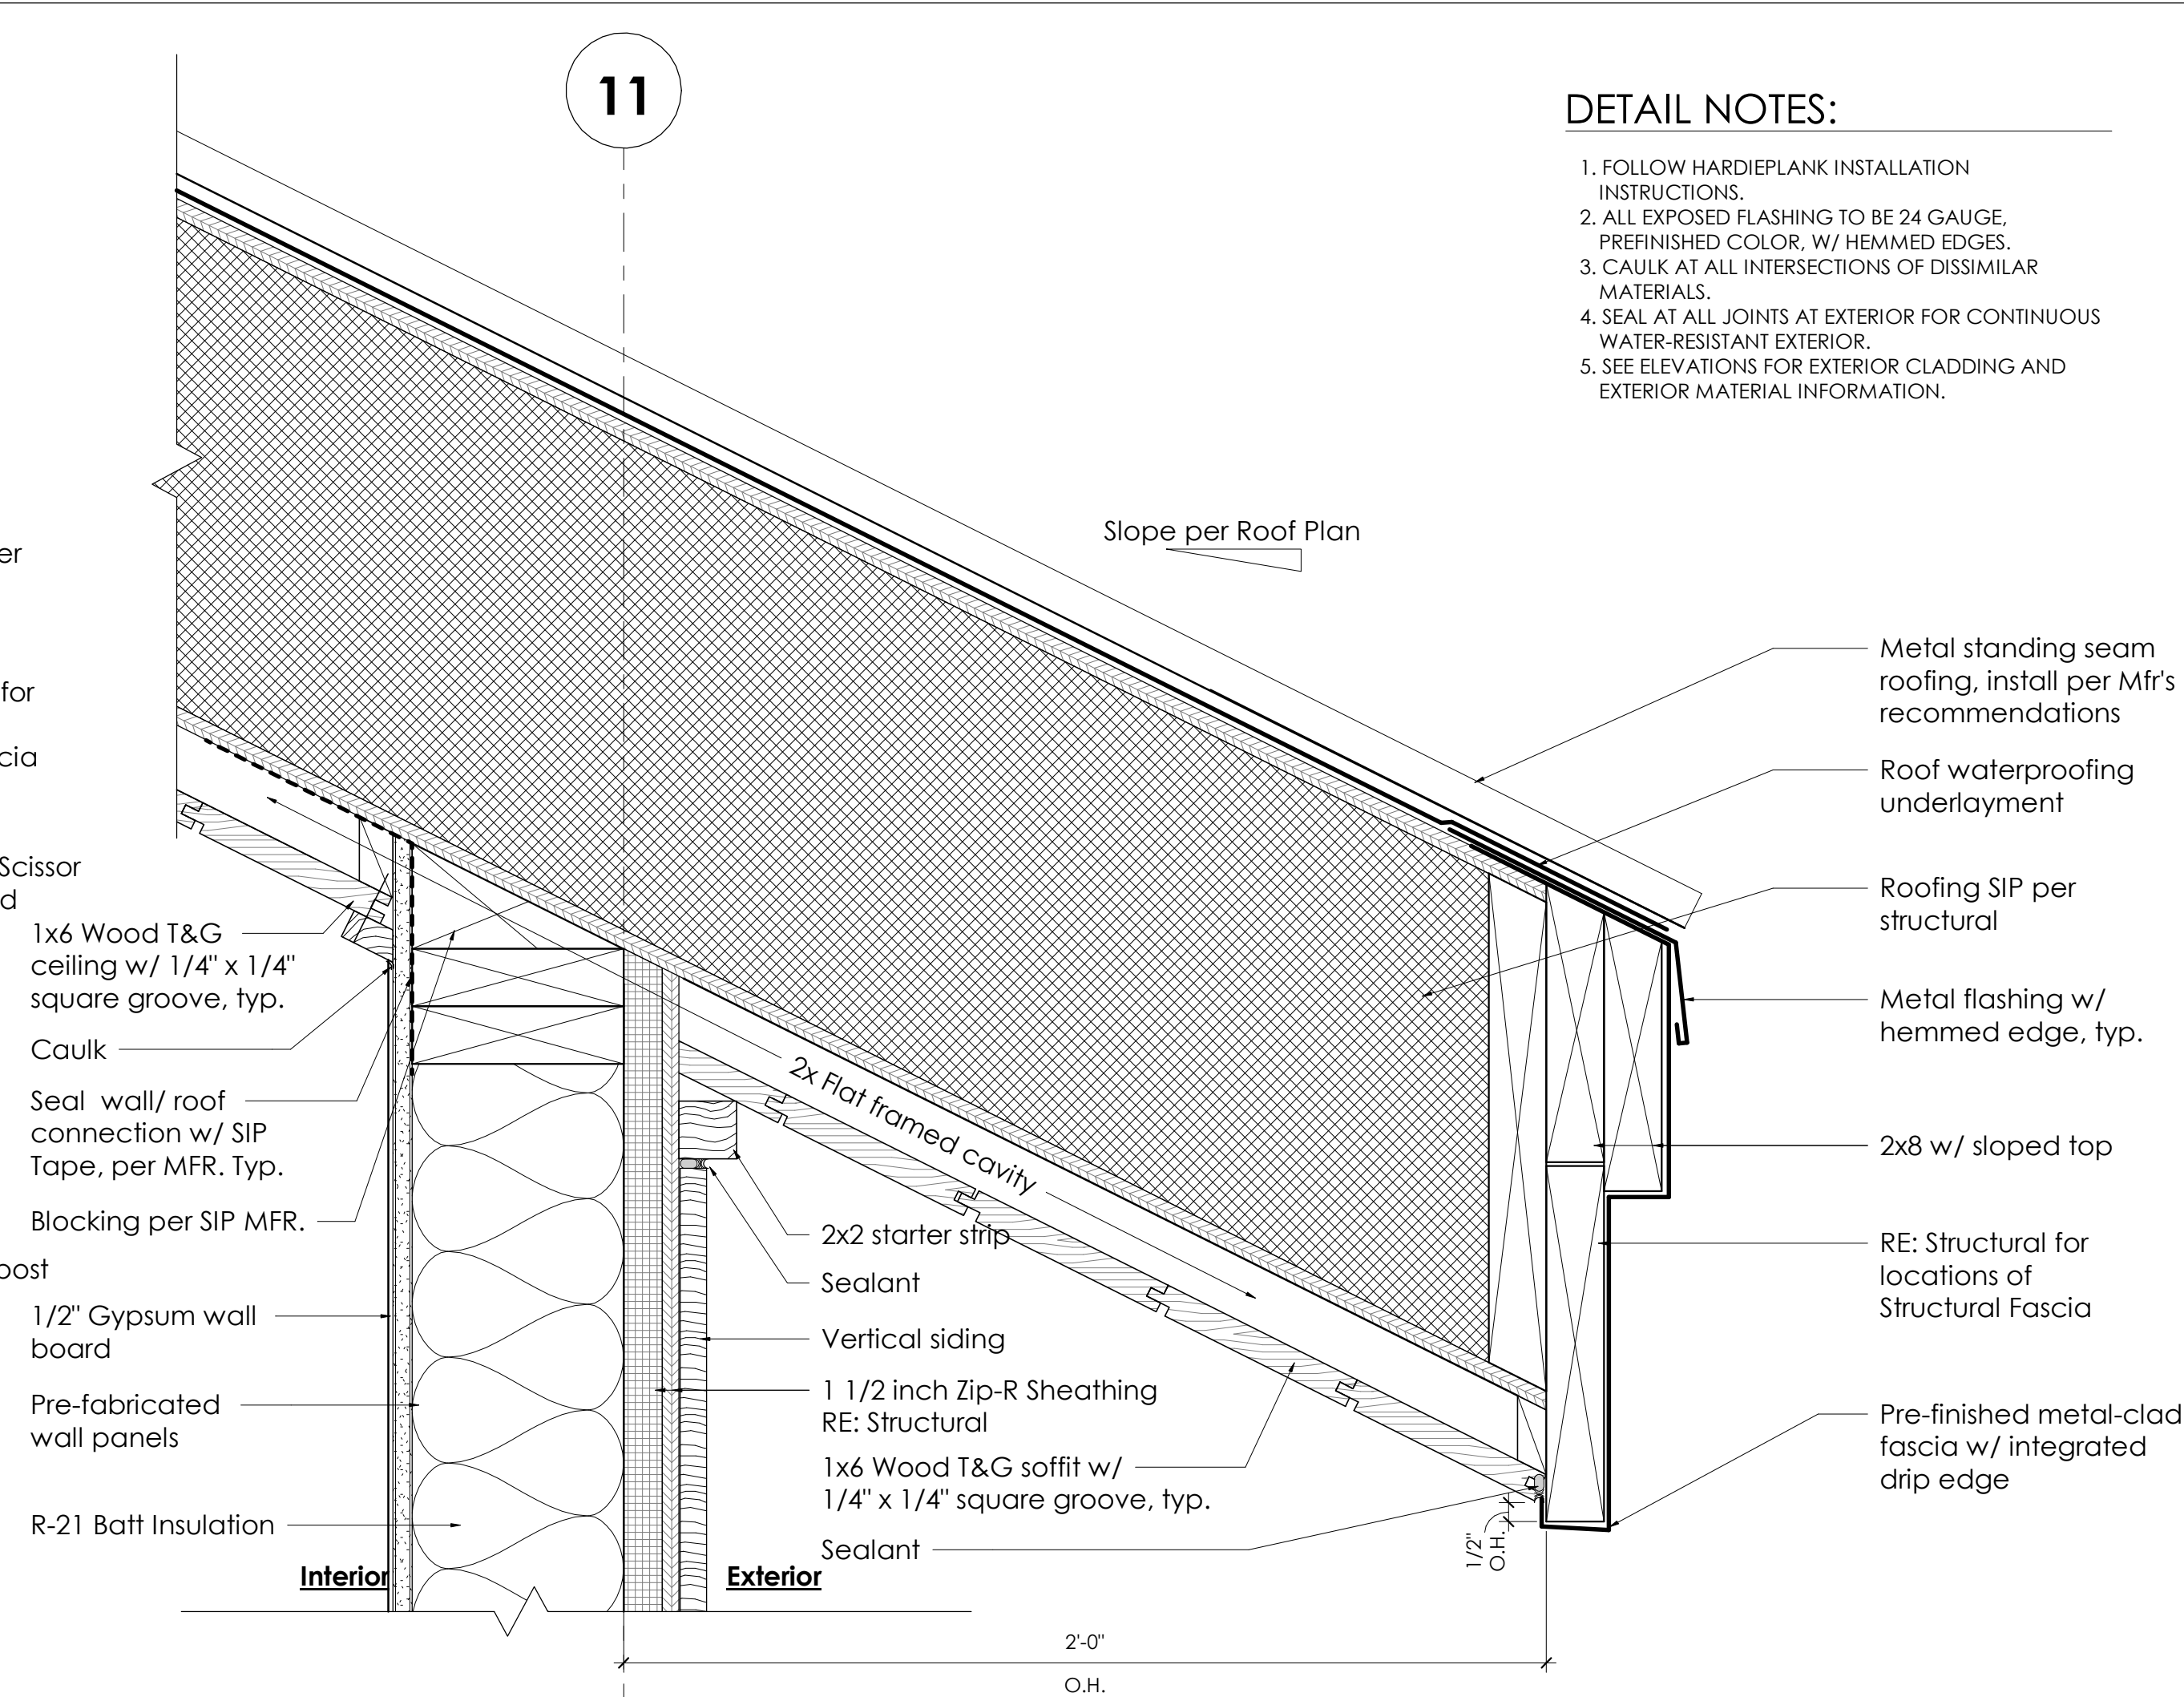 11
DETAIL NOTES:
1. FOLLOW HARDIEPLANK INSTALLATION
INSTRUCTIONS.
2. ALL EXPOSED FLASHING TO BE 24 GAUGE,
PREFINISHED COLOR, W/ HEMMED EDGES.
3. CAULK AT ALL INTERSECTIONS OF DISSIMILAR
MATERIALS.
4. SEAL AT ALL JOINTS AT EXTERIOR FOR CONTINUOUS
WATER-RESISTANT EXTERIOR.
5. SEE ELEVATIONS FOR EXTERIOR CLADDING AND
EXTERIOR MATERIAL INFORMATION.
Slope per Roof Plan
er
for
cia
Scissor
d
1x6 Wood T&G
ceiling w/ 1/4" x 1/4"
square groove, typ.
Caulk
Seal wall/ roof
connection w/ SIP
Tape, per MFR. Typ.
Blocking per SIP MFR.
post
1/2" Gypsum wall
board
Pre-fabricated
wall panels
R-21 Batt Insulation
Interior
Exterior
2x Flat framed cavity
2x2 starter strip
Sealant
Vertical siding
1 1/2 inch Zip-R Sheathing
RE: Structural
1x6 Wood T&G soffit w/
1/4" x 1/4" square groove, typ.
Sealant
1/2"
O.H.
2'-0"
O.H.
Metal standing seam
roofing, install per Mfr's
recommendations
Roof waterproofing
underlayment
Roofing SIP per
structural
Metal flashing w/
hemmed edge, typ.
2x8 w/ sloped top
RE: Structural for
locations of
Structural Fascia
Pre-finished metal-clad
fascia w/ integrated
drip edge